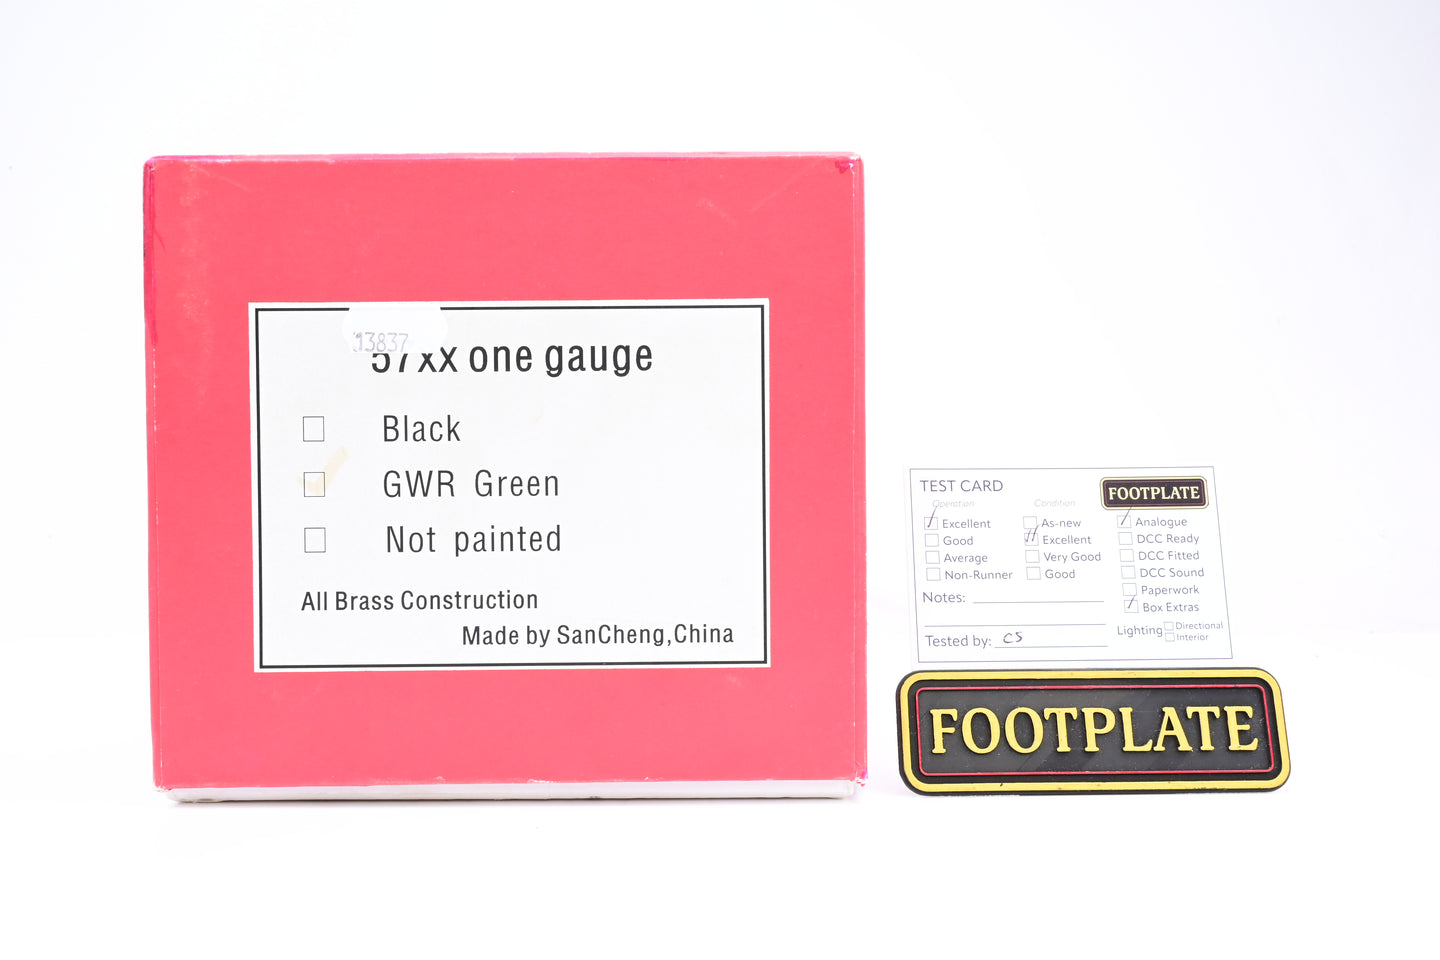 13837
57xx one gauge
Black
GWR Green
Not painted
All Brass Construction
Made by SanCheng,China
TEST CARD
FOOTPLATE
Operation
Condition
Excellent
As-new
Analogue
Good
Excellent
DCC Ready
Average
Very Good
DCC Fitted
Non-Runner
Good
DCC Sound
Paperwork
Notes:
Box Extras
Lighting
Directional
Interior
Tested by: CS
FOOTPLATE